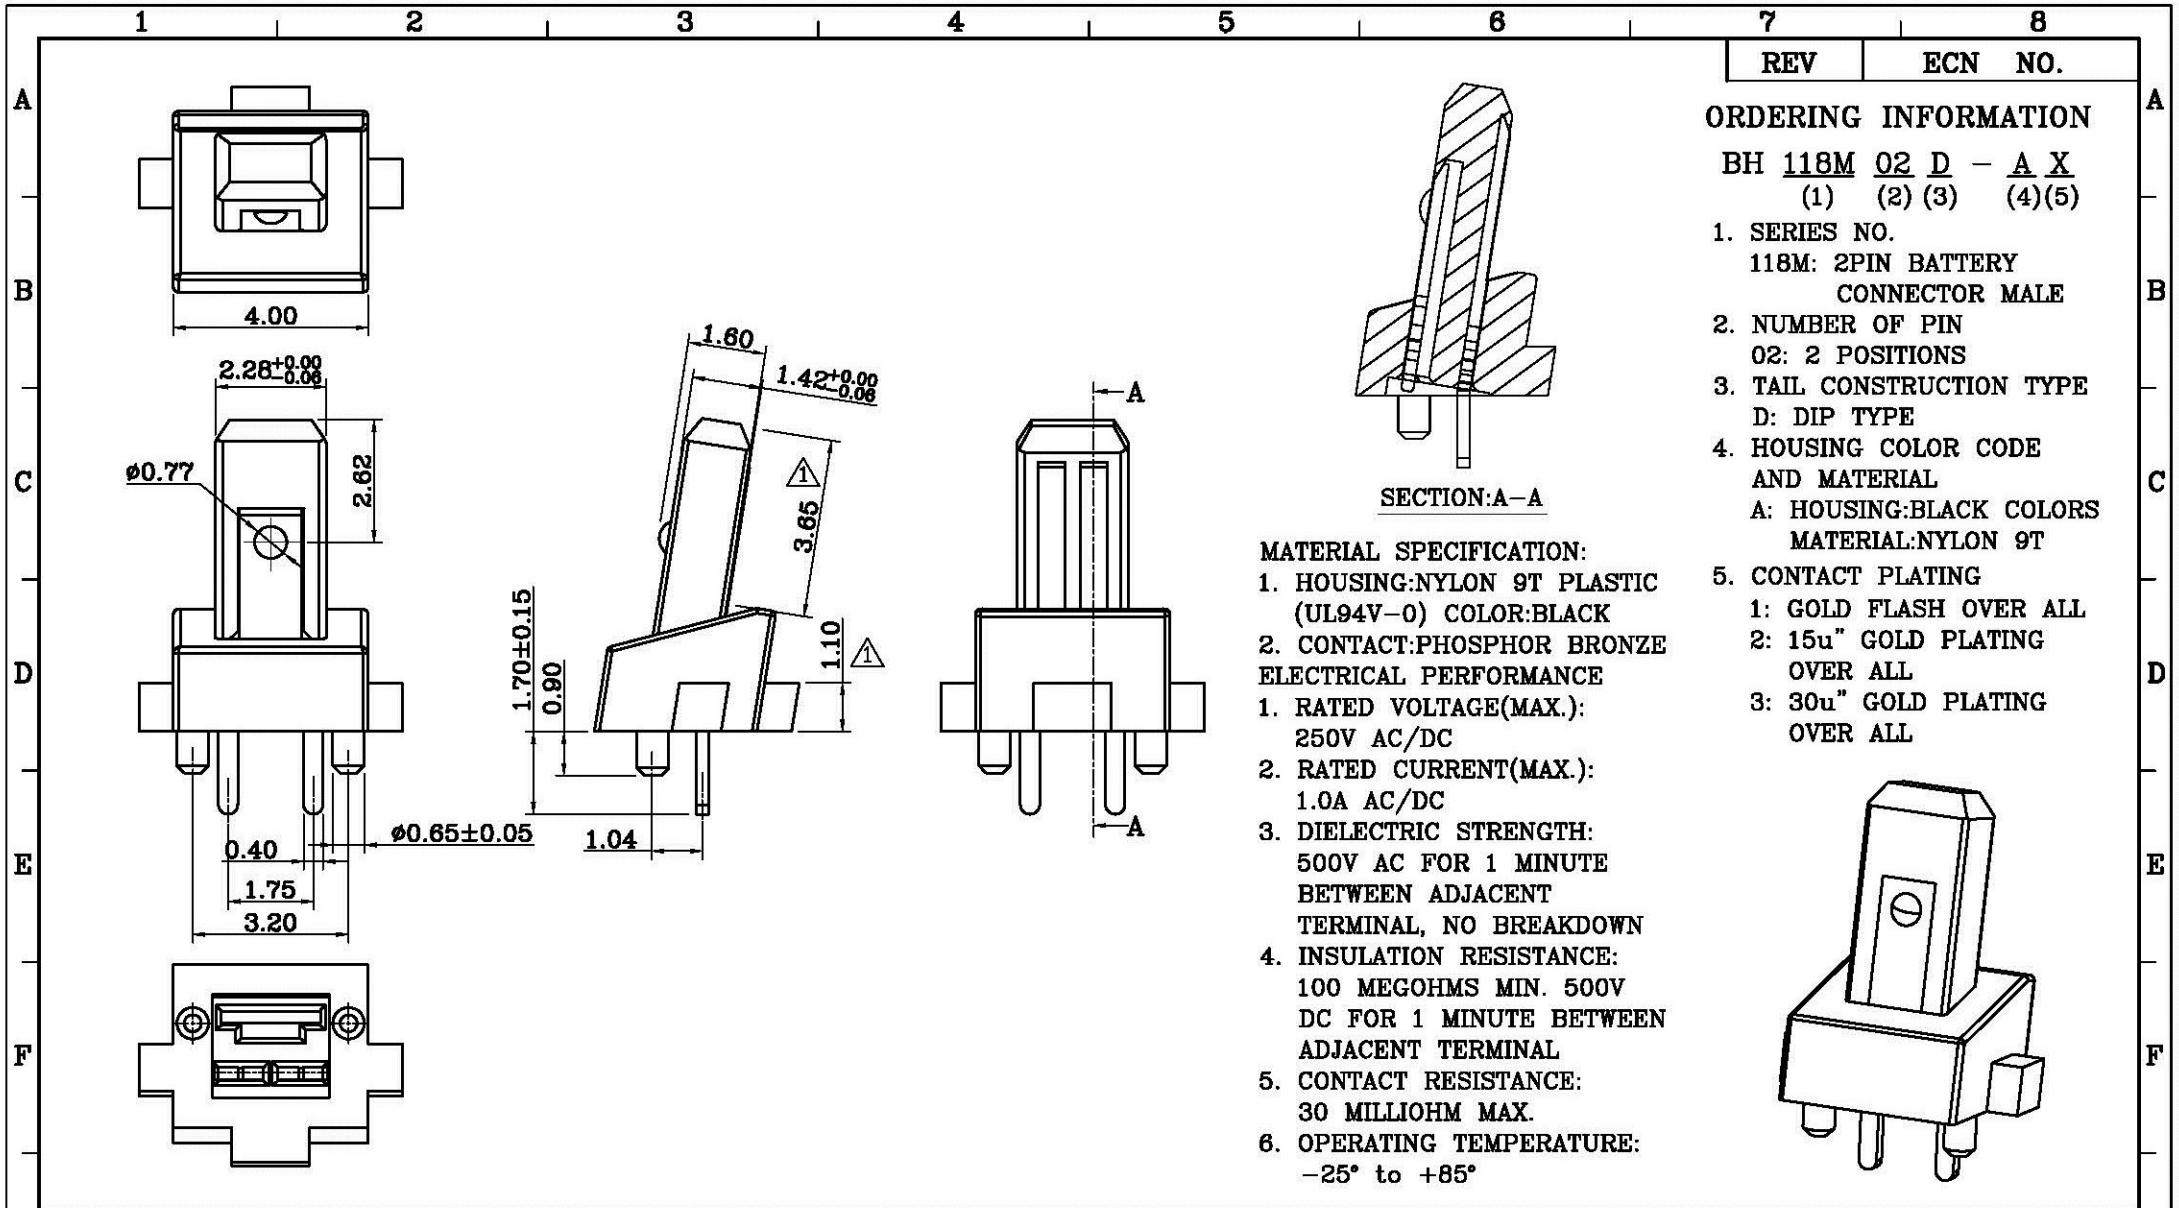 1 2 3 4 5 6 7 8
A
B
C
D
E
F
A
B
C
D
E
F
REV ECN NO.
4.00
2.28+0.00
-0.06
ø0.77
2.62
ø0.65±0.05
0.40
1.75
3.20
1.60
1.42+0.00
-0.06
1
3.65
1.10
1
1.70±0.15
0.90
1.04
A
A
SECTION:A-A
MATERIAL SPECIFICATION:
1. HOUSING:NYLON 9T PLASTIC
(UL94V-0) COLOR:BLACK
2. CONTACT:PHOSPHOR BRONZE
ELECTRICAL PERFORMANCE
1. RATED VOLTAGE(MAX.):
250V AC/DC
2. RATED CURRENT(MAX.):
1.0A AC/DC
3. DIELECTRIC STRENGTH:
500V AC FOR 1 MINUTE
BETWEEN ADJACENT
TERMINAL, NO BREAKDOWN
4. INSULATION RESISTANCE:
100 MEGOHMS MIN. 500V
DC FOR 1 MINUTE BETWEEN
ADJACENT TERMINAL
5. CONTACT RESISTANCE:
30 MILLIOHM MAX.
6. OPERATING TEMPERATURE:
-25° to +85°
ORDERING INFORMATION
BH 118M 02 D - A X
(1) (2) (3) (4)(5)
1. SERIES NO.
118M: 2PIN BATTERY
CONNECTOR MALE
2. NUMBER OF PIN
02: 2 POSITIONS
3. TAIL CONSTRUCTION TYPE
D: DIP TYPE
4. HOUSING COLOR CODE
AND MATERIAL
A: HOUSING:BLACK COLORS
MATERIAL:NYLON 9T
5. CONTACT PLATING
1: GOLD FLASH OVER ALL
2: 15u" GOLD PLATING
OVER ALL
3: 30u" GOLD PLATING
OVER ALL